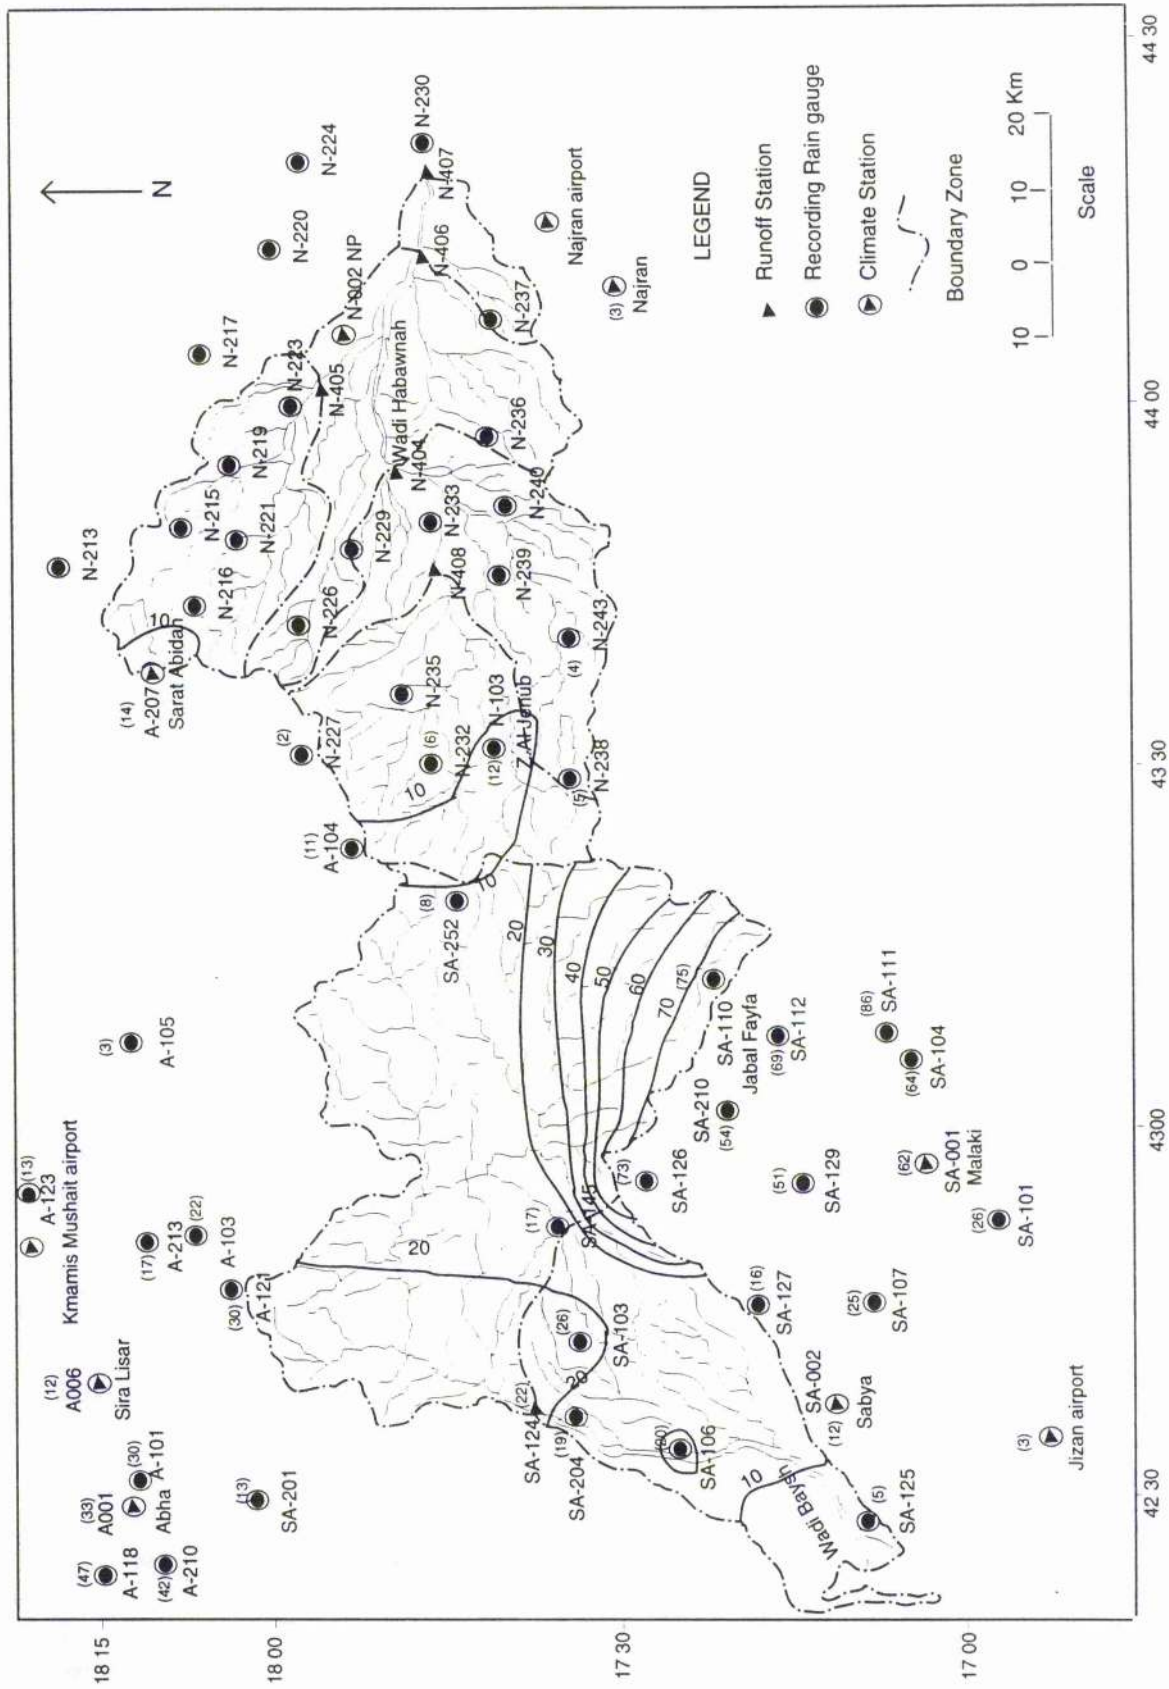 (47)
A-118
(42)
A-210
(33)
A001
Abha
(30)
A-101
(12)
A006
Sira Lisar
Kmamis Mushait airport
A-123
(13)
(17)
A-213
(22)
A-103
(30)
A-121
(13)
SA-201
(3)
A-105
(14)
A-207
Sarat Abidah
10
N-213
N-216
N-215
N-221
N-219
N-217
N-223
N-220
N-224
N-002 NP
N-405
N-226
N-229
(2)
N-227
(11)
A-104
N-235
(6)
N-232
10
(12)
N-103
Z.Al Jenub
(5)
N-238
(4)
N-243
N-239
N-240
N-408
N-233
N-404
Wadi Habawnah
N-236
N-237
N-406
N-407
N-230
Najran airport
(3)
Najran
(8)
SA-252
10
20
30
40
50
60
70
(75)
SA-110
Jabal Fayfa
SA-210
(54)
(69)
SA-112
(86)
SA-111
(64)
SA-104
(62)
SA-001
Malaki
(26)
SA-101
(51)
SA-129
(73)
SA-126
(17)
SA-145
20
(26)
SA-103
20
(22)
SA-124
(19)
SA-204
(20)
SA-106
(16)
SA-127
(25)
SA-107
SA-002
(12)
Sabya
10
Wadi Baysh
(5)
SA-125
(3)
Jizan airport
N
LEGEND
Runoff Station
Recording Rain gauge
Climate Station
Boundary Zone
10 0 10 20 Km
Scale
18 15
18 00
17 30
17 00
42 30
43 00
43 30
44 00
44 30